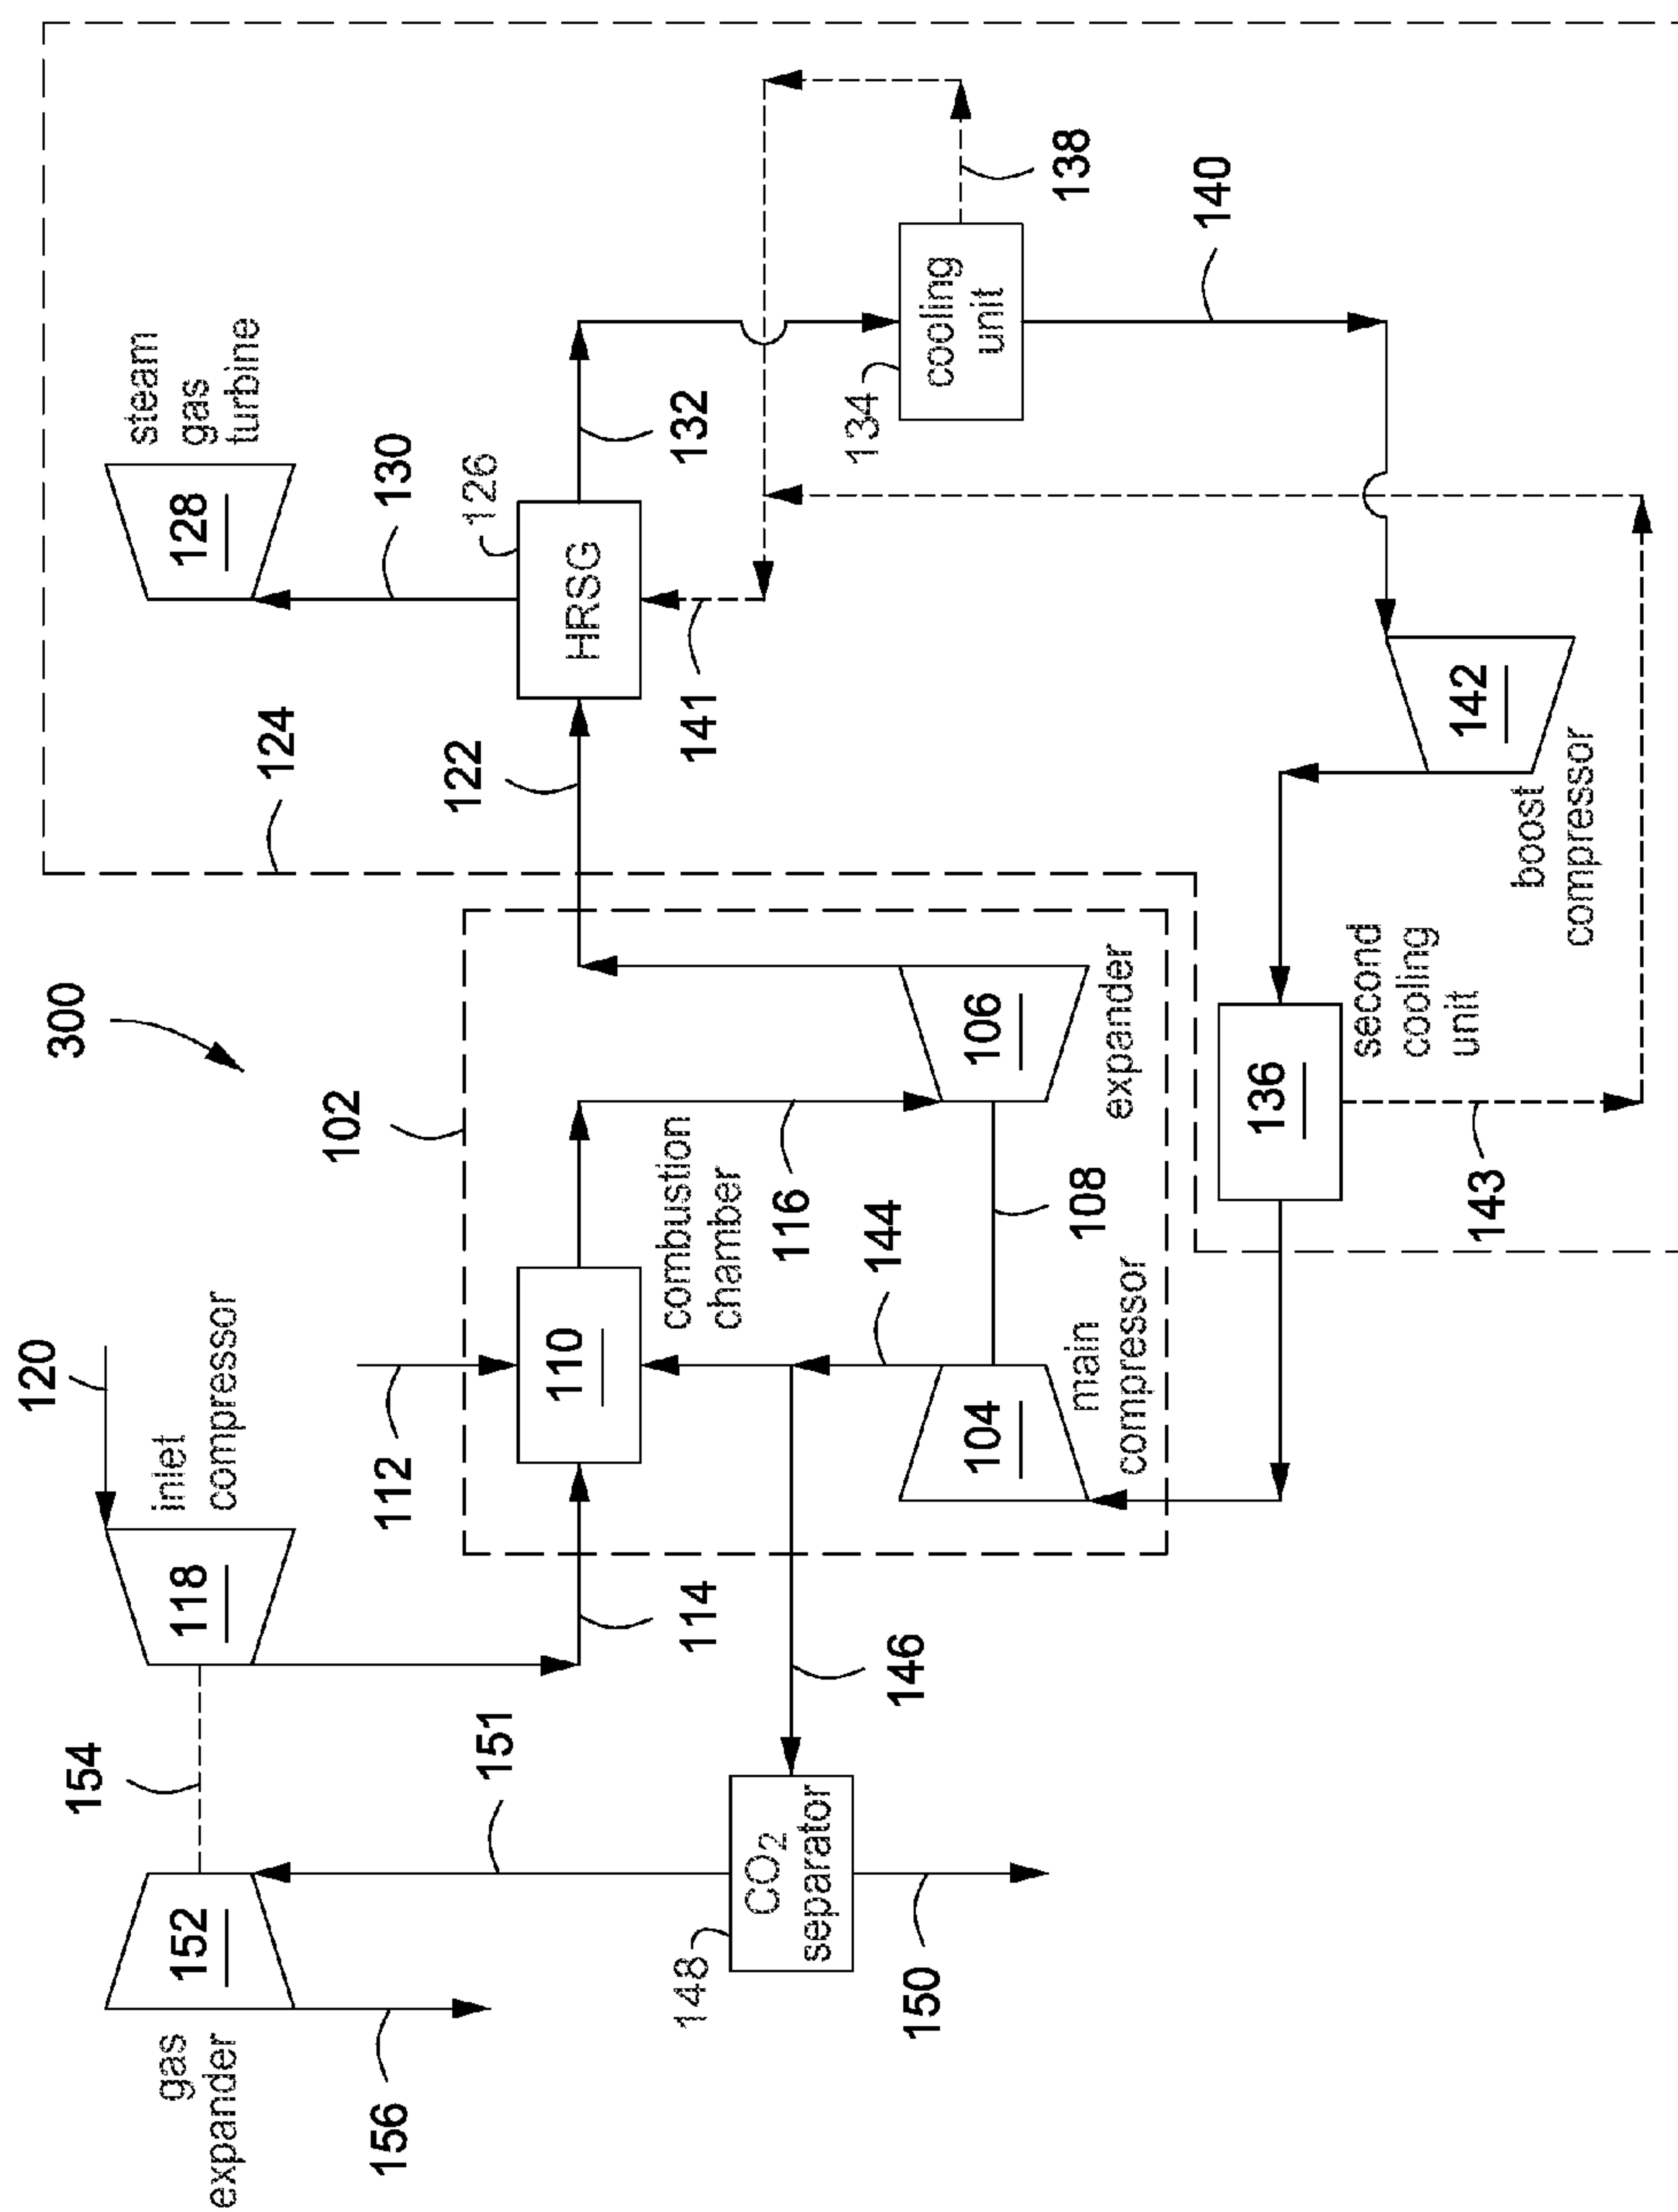 300
120
inlet
compressor
118
154
gas
expander
152
156
151
CO2
separator
148
150
146
114
112
102
110
combustion
chamber
116
144
104
main
compressor
108
106
expander
124
122
steam
gas
turbine
128
130
HRSG
126
132
141
138
cooling
unit
134
140
142
boost
compressor
136
second
cooling
unit
143